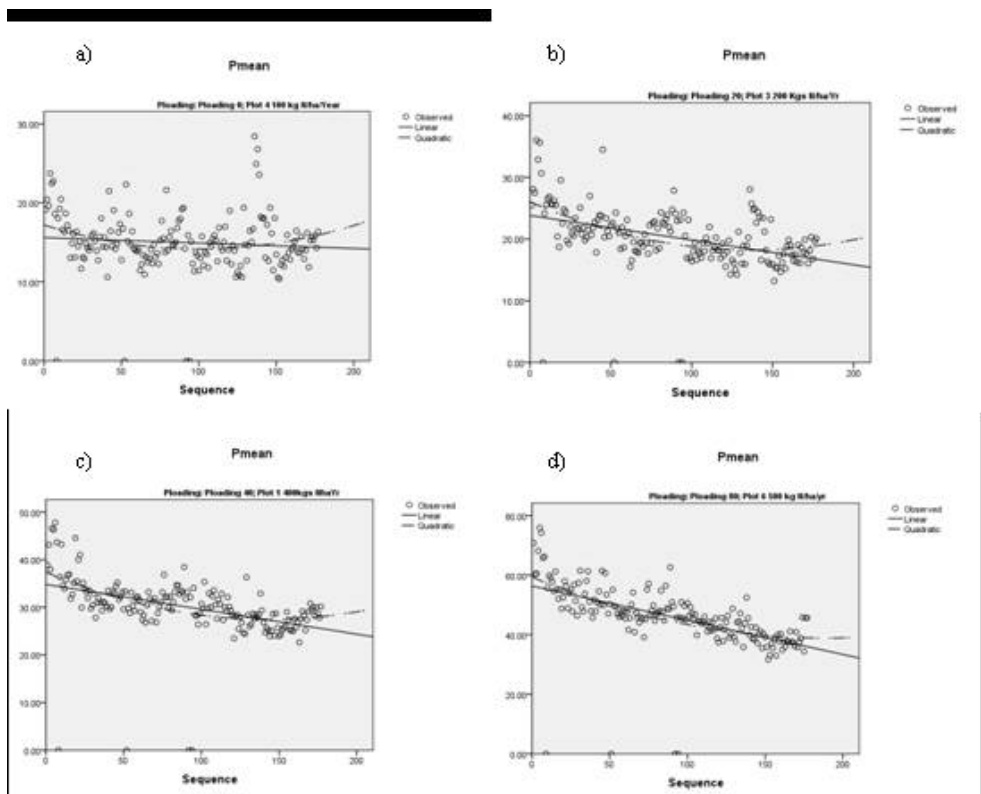 a)
Pmean
Ploading: Ploading 0; Plot 4 100 kg N/ha/Year
Observed
Linear
Quadratic
30.00
20.00
10.00
0.00
0 50 100 150 200
Sequence
b)
Pmean
Ploading: Ploading 20; Plot 3 200 Kgs N/ha/Yr
Observed
Linear
Quadratic
40.00
30.00
20.00
10.00
0.00
0 50 100 150 200
Sequence
c)
Pmean
Ploading: Ploading 40; Plot 1 400kgs N/ha/Yr
Observed
Linear
Quadratic
50.00
40.00
30.00
20.00
10.00
0.00
0 50 100 150 200
Sequence
d)
Pmean
Ploading: Ploading 80; Plot 6 500 kg N/ha/yr
Observed
Linear
Quadratic
80.00
60.00
40.00
20.00
0.00
0 50 100 150 200
Sequence